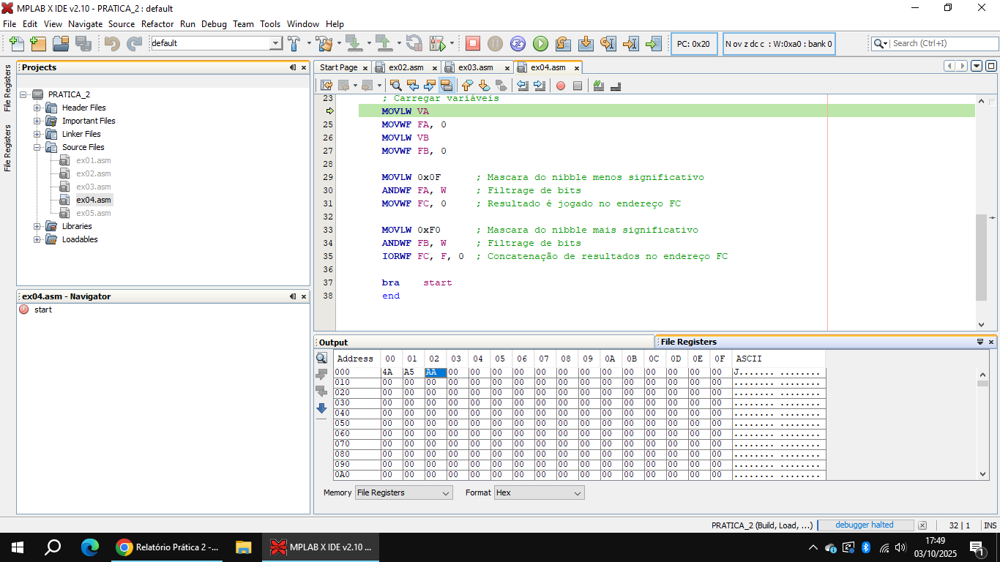 MPLAB X IDE v2.10 - PRATICA_2 : default
File Edit View Navigate Source Refactor Run Debug Team Tools Window Help
default
PC: 0x20
N ov z dc c : W:0xa0 : bank 0
Search (Ctrl+I)
File Registers
File Registers
Projects
PRATICA_2
Header Files
Important Files
Linker Files
Source Files
ex01.asm
ex02.asm
ex03.asm
ex04.asm
ex05.asm
Libraries
Loadables
ex04.asm - Navigator
start
Start Page ex02.asm ex03.asm ex04.asm
23 ; Carregar variáveis
MOVLW VA
25 MOVWF FA, 0
26 MOVLW VB
27 MOVWF FB, 0
28
29 MOVLW 0x0F ; Mascara do nibble menos significativo
30 ANDWF FA, W ; Filtrage de bits
31 MOVWF FC, 0 ; Resultado é jogado no endereço FC
32
33 MOVLW 0xF0 ; Mascara do nibble mais significativo
34 ANDWF FB, W ; Filtrage de bits
35 IORWF FC, F, 0 ; Concatenação de resultados no endereço FC
36
37 bra start
38 end
Output File Registers
Address 00 01 02 03 04 05 06 07 08 09 0A 0B 0C 0D 0E 0F ASCII
000 4A A5 AA 00 00 00 00 00 00 00 00 00 00 00 00 00 J....... ........
010 00 00 00 00 00 00 00 00 00 00 00 00 00 00 00 00 ........ ........
020 00 00 00 00 00 00 00 00 00 00 00 00 00 00 00 00 ........ ........
030 00 00 00 00 00 00 00 00 00 00 00 00 00 00 00 00 ........ ........
040 00 00 00 00 00 00 00 00 00 00 00 00 00 00 00 00 ........ ........
050 00 00 00 00 00 00 00 00 00 00 00 00 00 00 00 00 ........ ........
060 00 00 00 00 00 00 00 00 00 00 00 00 00 00 00 00 ........ ........
070 00 00 00 00 00 00 00 00 00 00 00 00 00 00 00 00 ........ ........
080 00 00 00 00 00 00 00 00 00 00 00 00 00 00 00 00 ........ ........
090 00 00 00 00 00 00 00 00 00 00 00 00 00 00 00 00 ........ ........
0A0 00 00 00 00 00 00 00 00 00 00 00 00 00 00 00 00 ........ ........
Memory File Registers Format Hex
PRATICA_2 (Build, Load, ...) debugger halted 32 | 1 INS
Relatório Prática 2 -...
MPLAB X IDE v2.10 ...
17:49
03/10/2025
1